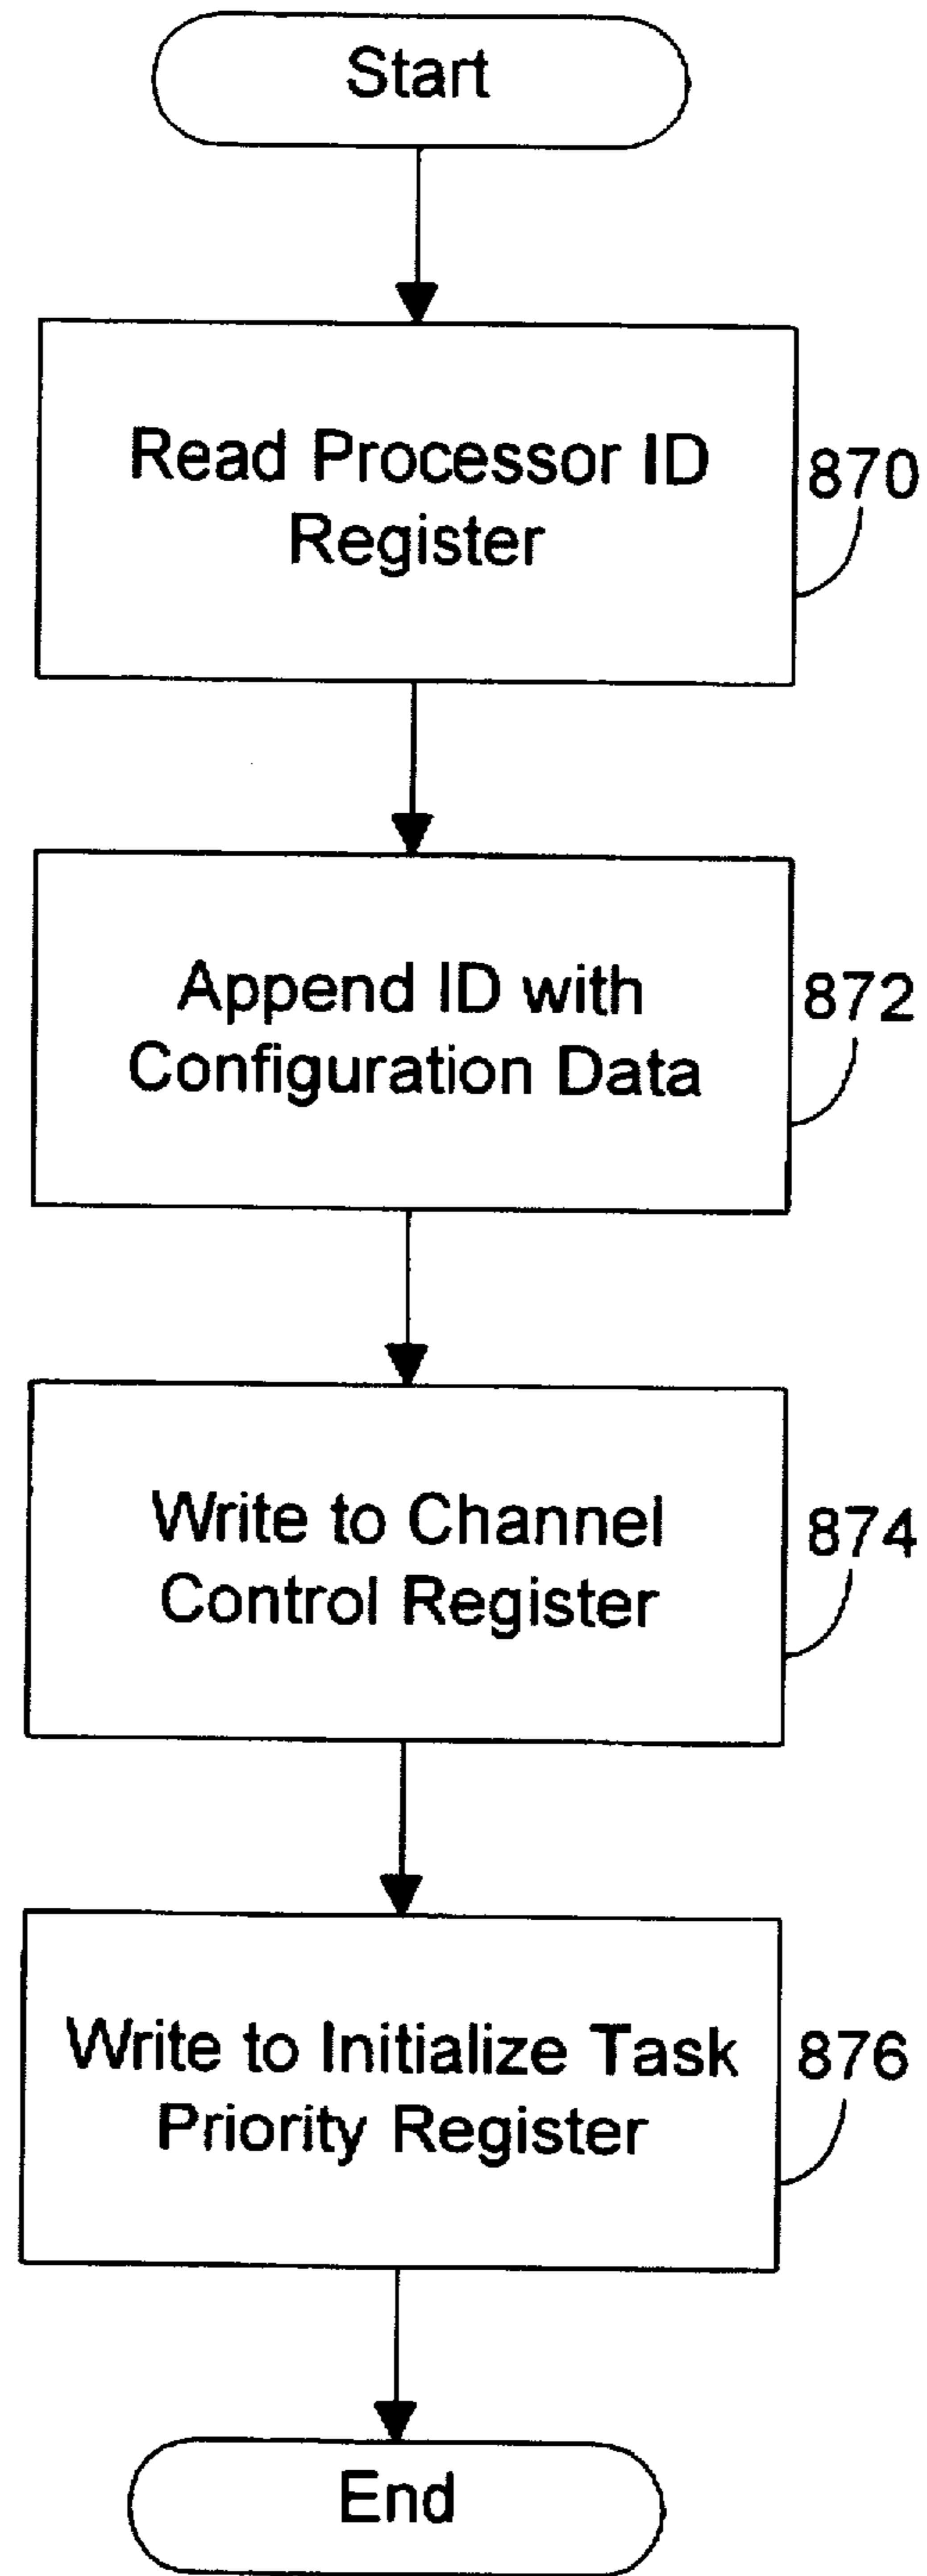 Start
Read Processor ID
Register
870
Append ID with
Configuration Data
872
Write to Channel
Control Register
874
Write to Initialize Task
Priority Register
876
End